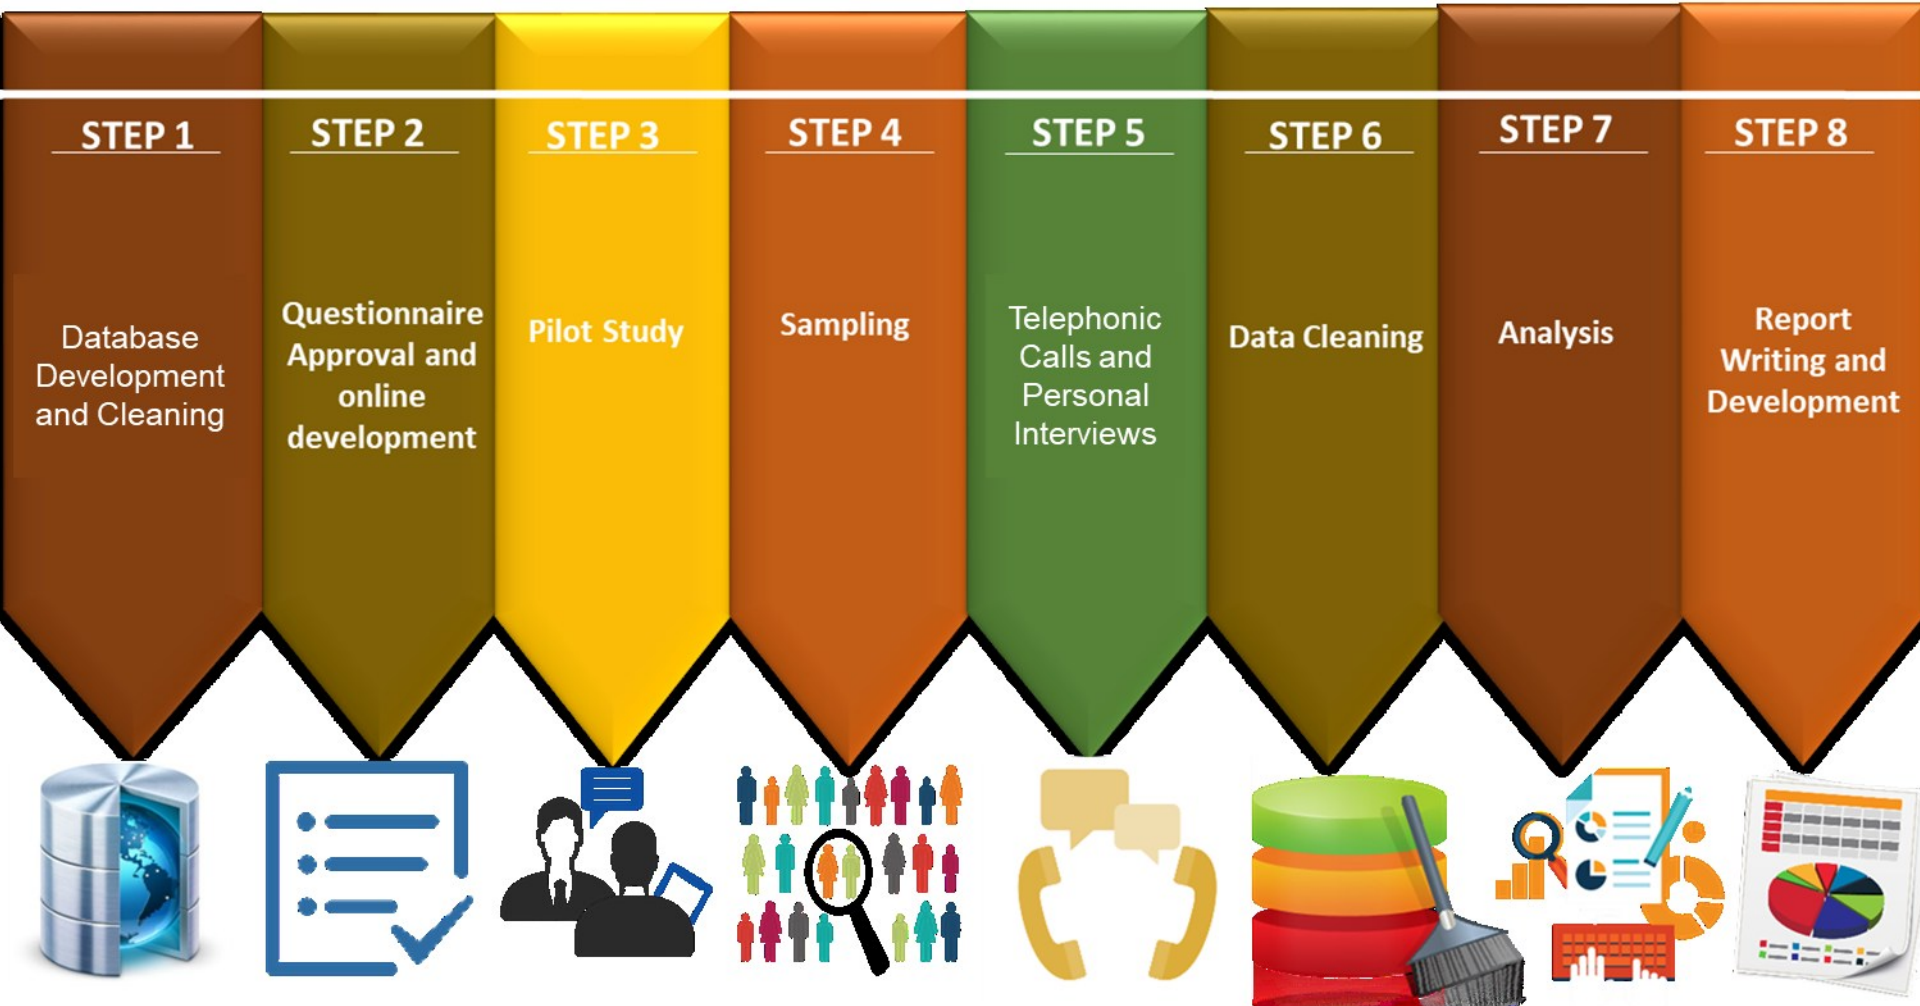 STEP 1
Database
Development
and Cleaning
STEP 2
Questionnaire
Approval and
online
development
STEP 3
Pilot Study
STEP 4
Sampling
STEP 5
Telephonic
Calls and
Personal
Interviews
STEP 6
Data Cleaning
STEP 7
Analysis
STEP 8
Report
Writing and
Development